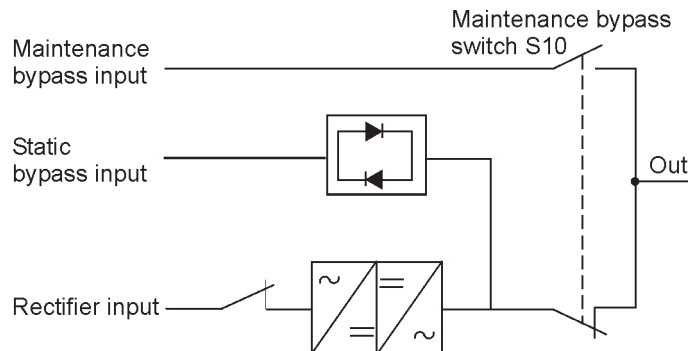 Maintenance bypass
switch S10
Maintenance
bypass input
Static
bypass input
Out
Rectifier input